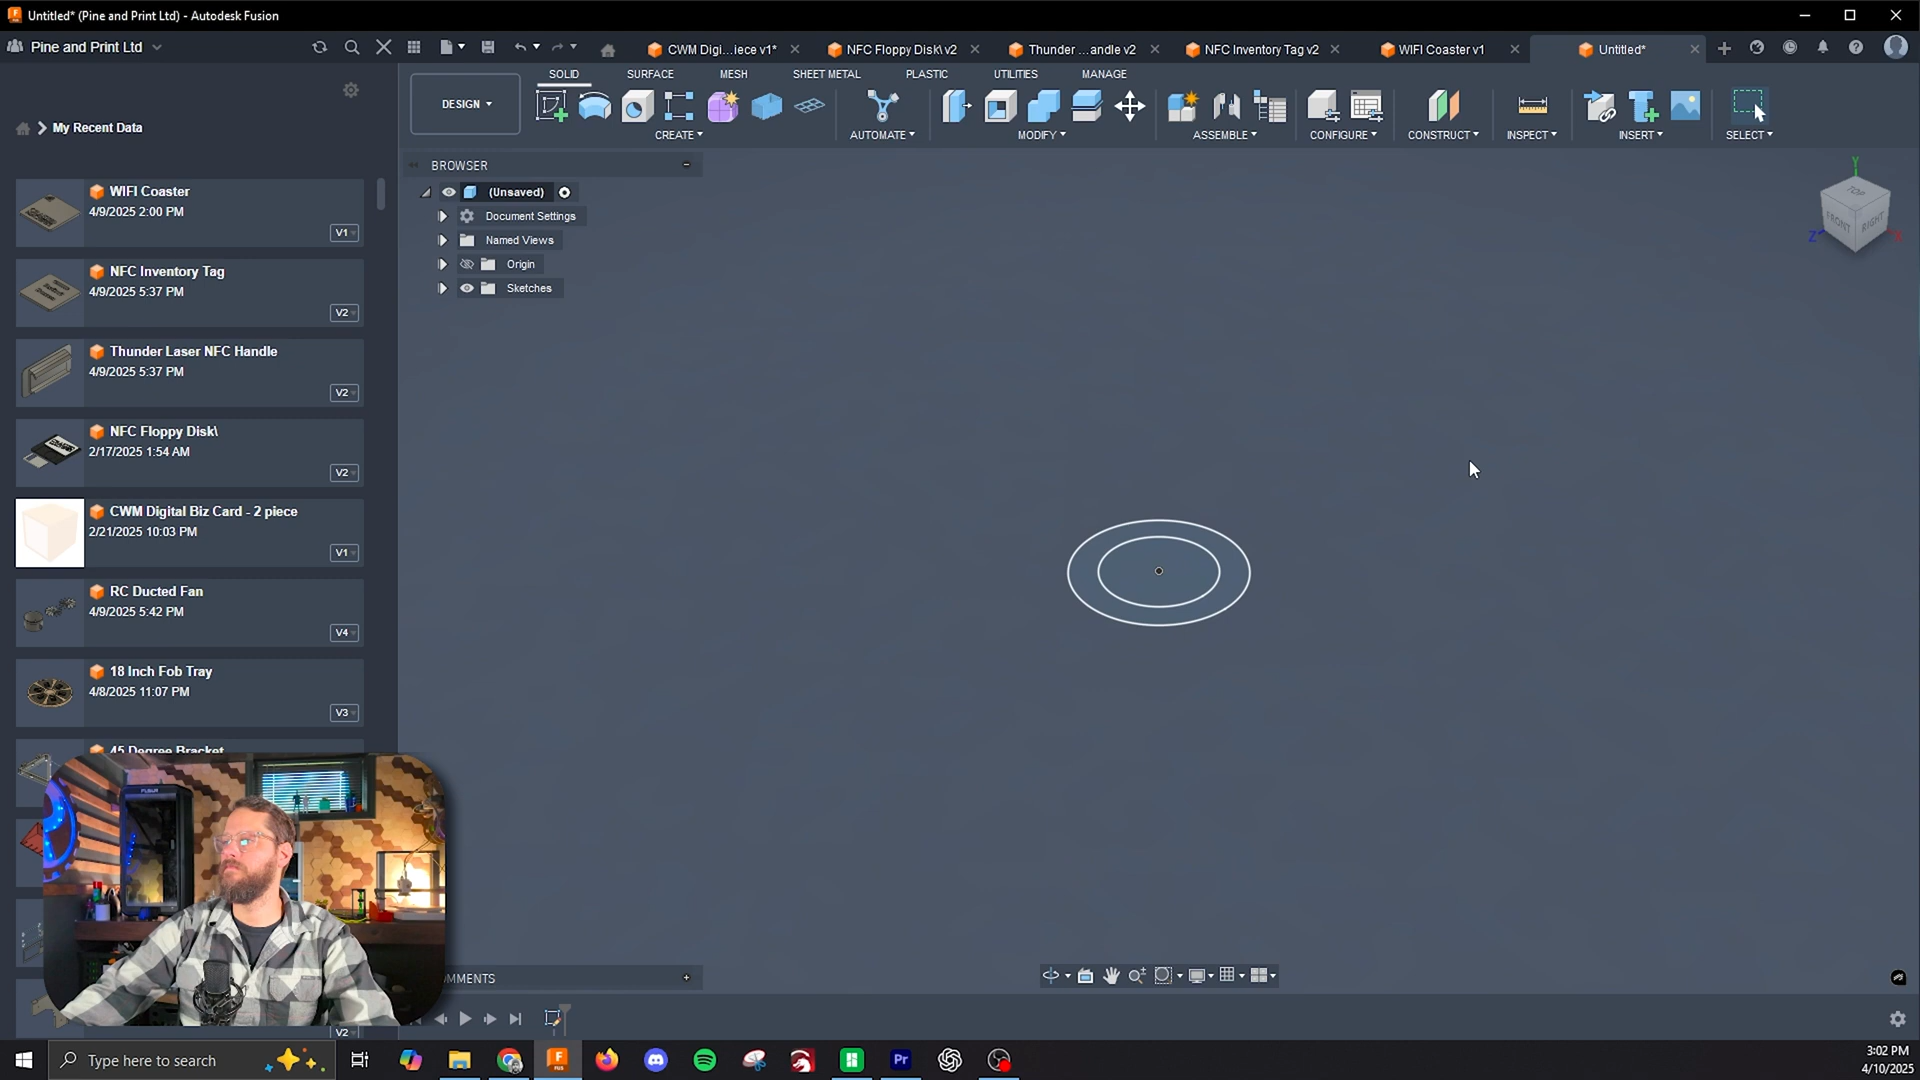 Untitled* (Pine and Print Ltd) - Autodesk Fusion
Pine and Print Ltd
CWM Digi...iece v1*
NFC Floppy Disk\ v2
Thunder ...andle v2
NFC Inventory Tag v2
WIFI Coaster v1
Untitled*
SOLID
SURFACE
MESH
SHEET METAL
PLASTIC
UTILITIES
MANAGE
DESIGN
CREATE
AUTOMATE
MODIFY
ASSEMBLE
CONFIGURE
CONSTRUCT
INSPECT
INSERT
SELECT
My Recent Data
BROWSER
(Unsaved)
Document Settings
Named Views
Origin
Sketches
Y
TOP
FRONT
RIGHT
Z
X
WIFI Coaster
4/9/2025 2:00 PM
V1
NFC Inventory Tag
4/9/2025 5:37 PM
V2
Thunder Laser NFC Handle
4/9/2025 5:37 PM
V2
NFC Floppy Disk\
2/17/2025 1:54 AM
V2
CWM Digital Biz Card - 2 piece
2/21/2025 10:03 PM
V1
RC Ducted Fan
4/9/2025 5:42 PM
V4
18 Inch Fob Tray
4/8/2025 11:07 PM
V3
45 Degree Bracket
V2
OMMENTS
Type here to search
F
FUS
Pr
3:02 PM
4/10/2025